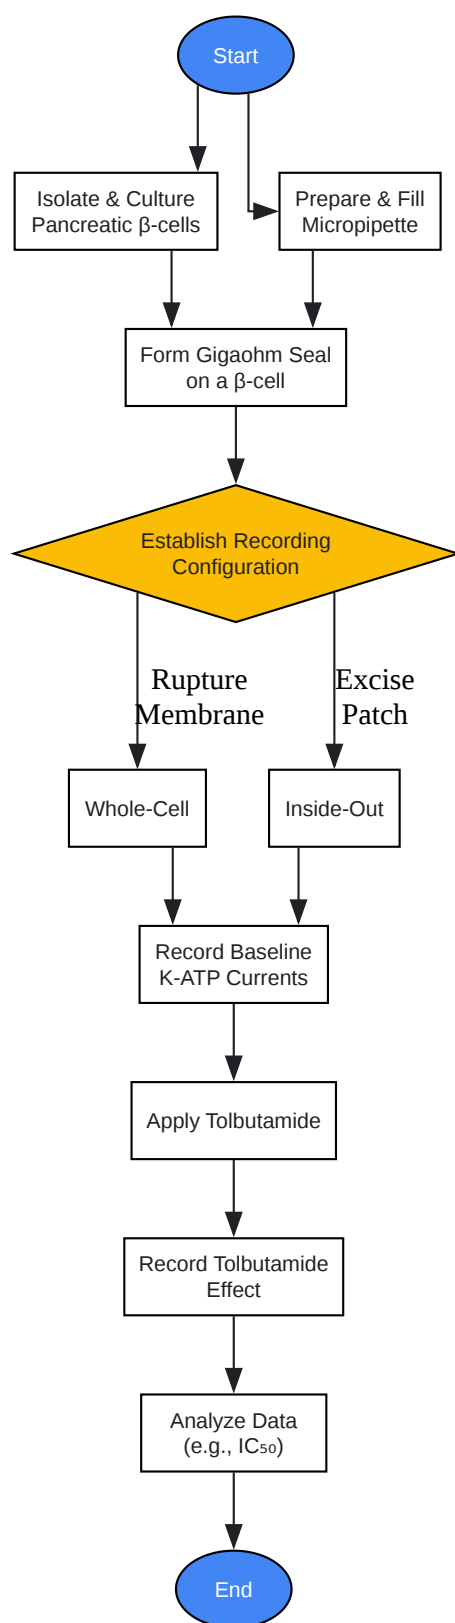 Start
Isolate & Culture
Pancreatic β-cells
Prepare & Fill
Micropipette
Form Gigaohm Seal
on a β-cell
Establish Recording
Configuration
Rupture
Membrane
Excise
Patch
Whole-Cell
Inside-Out
Record Baseline
K-ATP Currents
Apply Tolbutamide
Record Tolbutamide
Effect
Analyze Data
(e.g., IC₅₀)
End